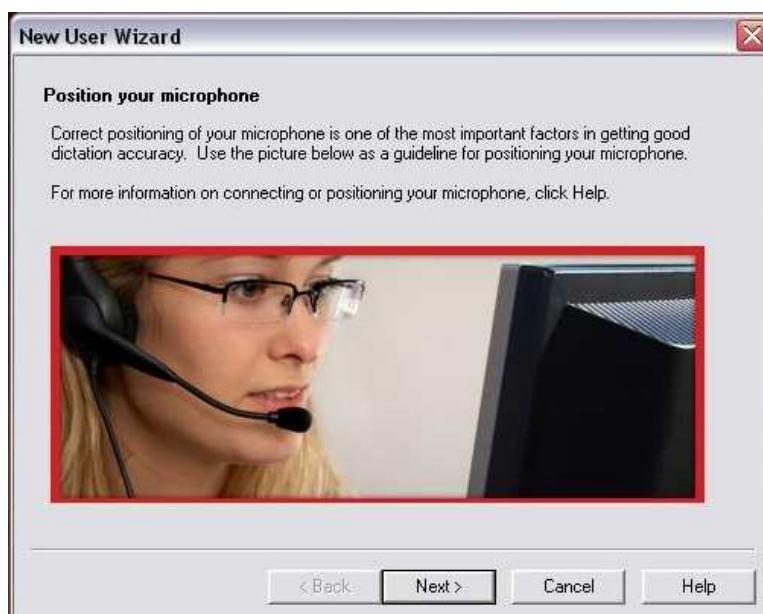 New User Wizard
Position your microphone
Correct positioning of your microphone is one of the most important factors in getting good
dictation accuracy.  Use the picture below as a guideline for positioning your microphone.
For more information on connecting or positioning your microphone, click Help.
< Back
Next >
Cancel
Help